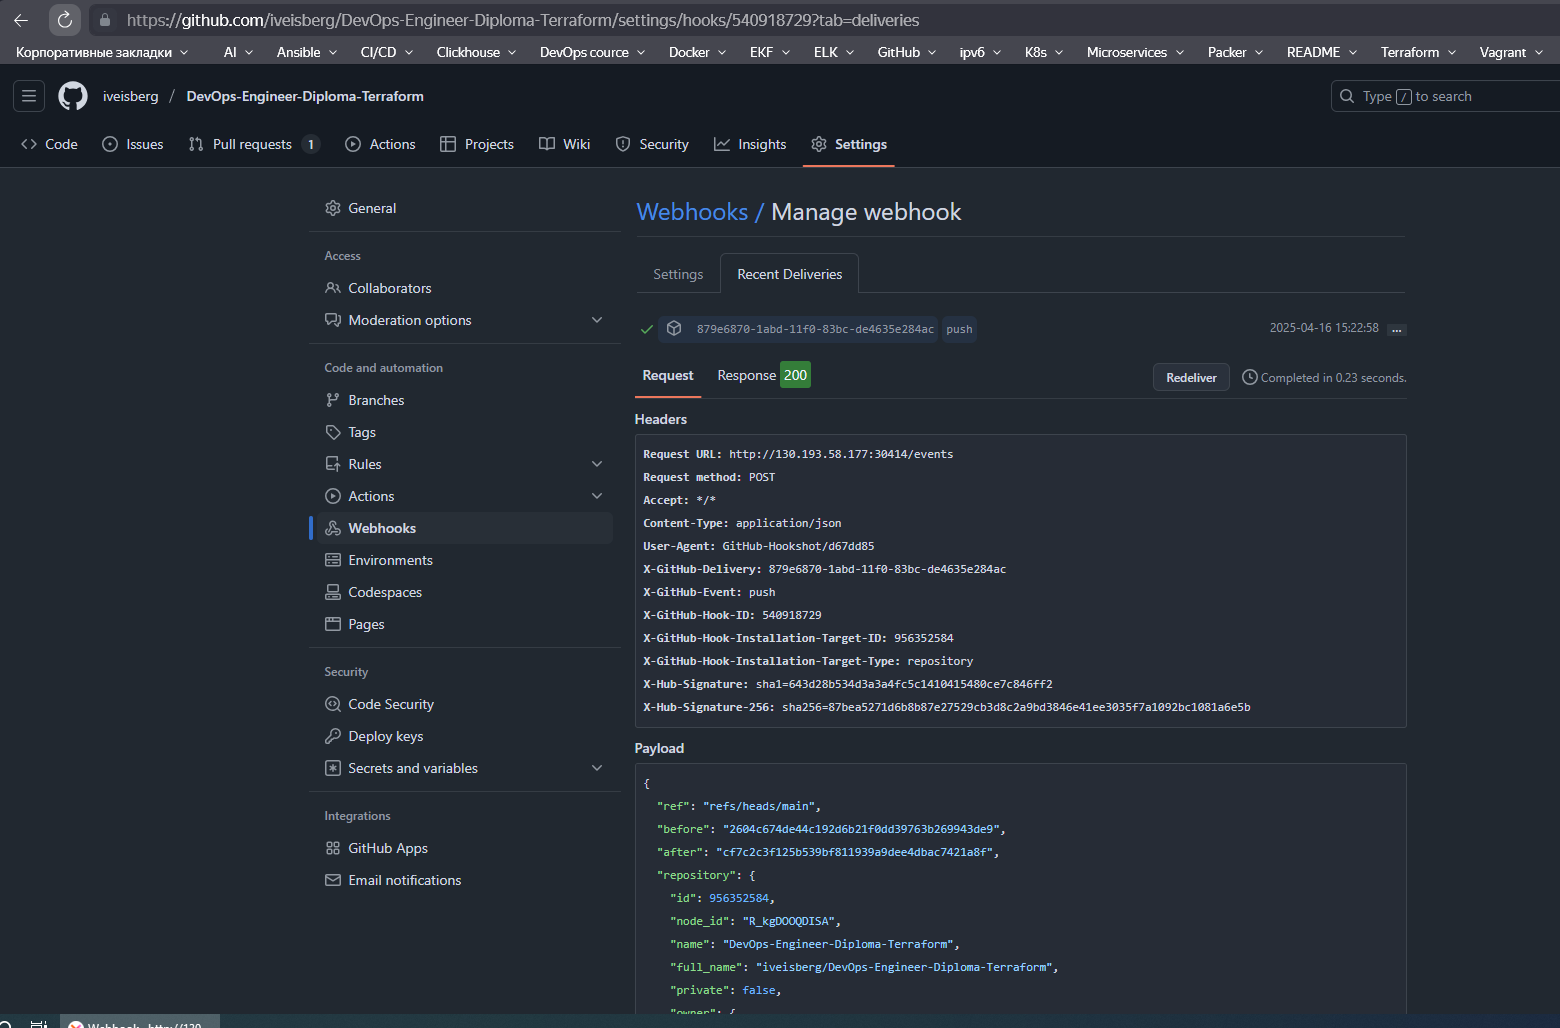 https://github.com/iveisberg/DevOps-Engineer-Diploma-Terraform/settings/hooks/540918729?tab=deliveries
Корпоративные закладки AI Ansible CI/CD Clickhouse DevOps cource Docker EKF ELK GitHub ipv6 K8s Microservices Packer README Terraform Vagrant
iveisberg / DevOps-Engineer-Diploma-Terraform
Type / to search
Code Issues Pull requests 1 Actions Projects Wiki Security Insights Settings
General
Access
Collaborators
Moderation options
Code and automation
Branches
Tags
Rules
Actions
Webhooks
Environments
Codespaces
Pages
Security
Code Security
Deploy keys
Secrets and variables
Integrations
GitHub Apps
Email notifications
Webhooks / Manage webhook
Settings Recent Deliveries
879e6870-1abd-11f0-83bc-de4635e284ac push 2025-04-16 15:22:58 ...
Request Response 200 Redeliver Completed in 0.23 seconds.
Headers
Request URL: http://130.193.58.177:30414/events
Request method: POST
Accept: */*
Content-Type: application/json
User-Agent: GitHub-Hookshot/d67dd85
X-GitHub-Delivery: 879e6870-1abd-11f0-83bc-de4635e284ac
X-GitHub-Event: push
X-GitHub-Hook-ID: 540918729
X-GitHub-Hook-Installation-Target-ID: 956352584
X-GitHub-Hook-Installation-Target-Type: repository
X-Hub-Signature: sha1=643d28b534d3a3a4fc5c1410415480ce7c846ff2
X-Hub-Signature-256: sha256=87bea5271d6b8b87e27529cb3d8c2a9bd3846e41ee3035f7a1092bc1081a6e5b
Payload
{
"ref": "refs/heads/main",
"before": "2604c674de44c192d6b21f0dd39763b269943de9",
"after": "cf7c2c3f125b539bf811939a9dee4dbac7421a8f",
"repository": {
"id": 956352584,
"node_id": "R_kgDOOQDISA",
"name": "DevOps-Engineer-Diploma-Terraform",
"full_name": "iveisberg/DevOps-Engineer-Diploma-Terraform",
"private": false,
"owner": {
Webhook · http://130...